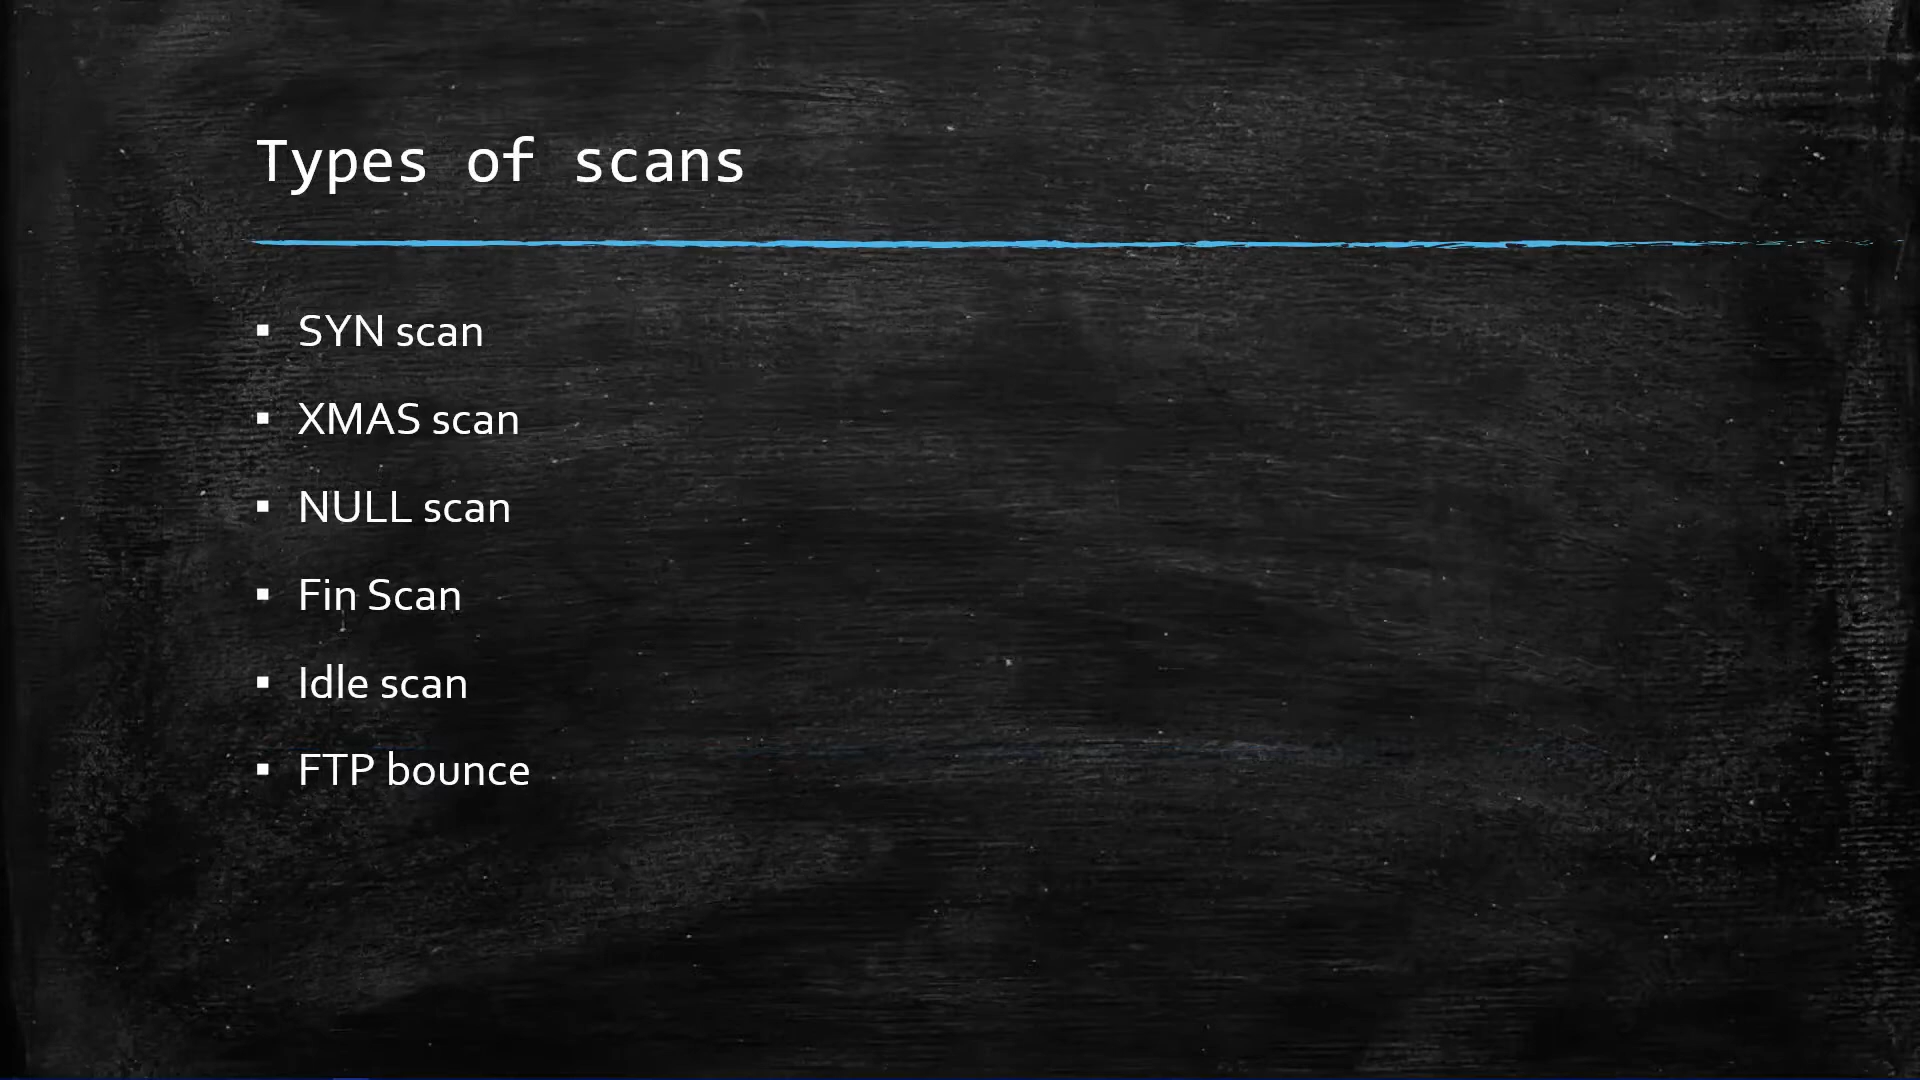 Types of scans
▪ SYN scan
▪ XMAS scan
▪ NULL scan
▪ Fin Scan
▪ Idle scan
▪ FTP bounce